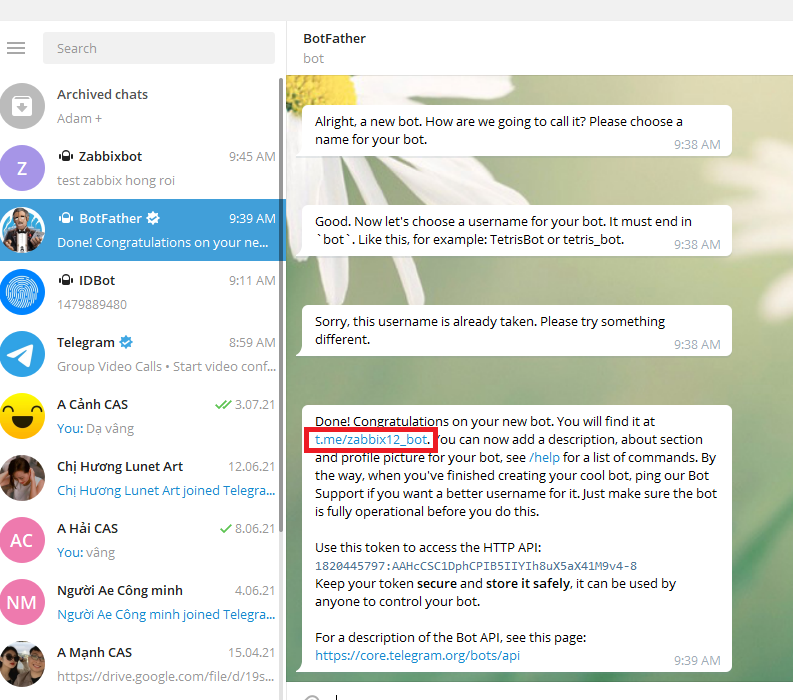 Search
Archived chats
Adam +
Z
Zabbixbot
9:45 AM
test zabbix hong roi
BotFather
9:39 AM
Done! Congratulations on your ne...
IDBot
9:11 AM
1479889480
Telegram
8:59 AM
Group Video Calls • Start video conf...
A Cảnh CAS
3.07.21
You: Dạ vâng
Chị Hương Lunet Art
12.06.21
Chị Hương Lunet Art joined Telegra...
AC
A Hải CAS
8.06.21
You: vâng
NM
Người Ae Công minh
4.06.21
Người Ae Công minh joined Telegra...
A Mạnh CAS
15.04.21
https://drive.google.com/file/d/19s...
BotFather
bot
Alright, a new bot. How are we going to call it? Please choose a
name for your bot.
9:38 AM
Good. Now let's choose a username for your bot. It must end in
`bot`. Like this, for example: TetrisBot or tetris_bot.
9:38 AM
Sorry, this username is already taken. Please try something
different.
9:38 AM
Done! Congratulations on your new bot. You will find it at
t.me/zabbix12_bot. You can now add a description, about section
and profile picture for your bot, see /help for a list of commands. By
the way, when you've finished creating your cool bot, ping our Bot
Support if you want a better username for it. Just make sure the bot
is fully operational before you do this.
Use this token to access the HTTP API:
1820445797:AAHcCSC1DphCPIB5IIYIh8uX5aX41M9v4-8
Keep your token secure and store it safely, it can be used by
anyone to control your bot.
For a description of the Bot API, see this page:
https://core.telegram.org/bots/api
9:39 AM